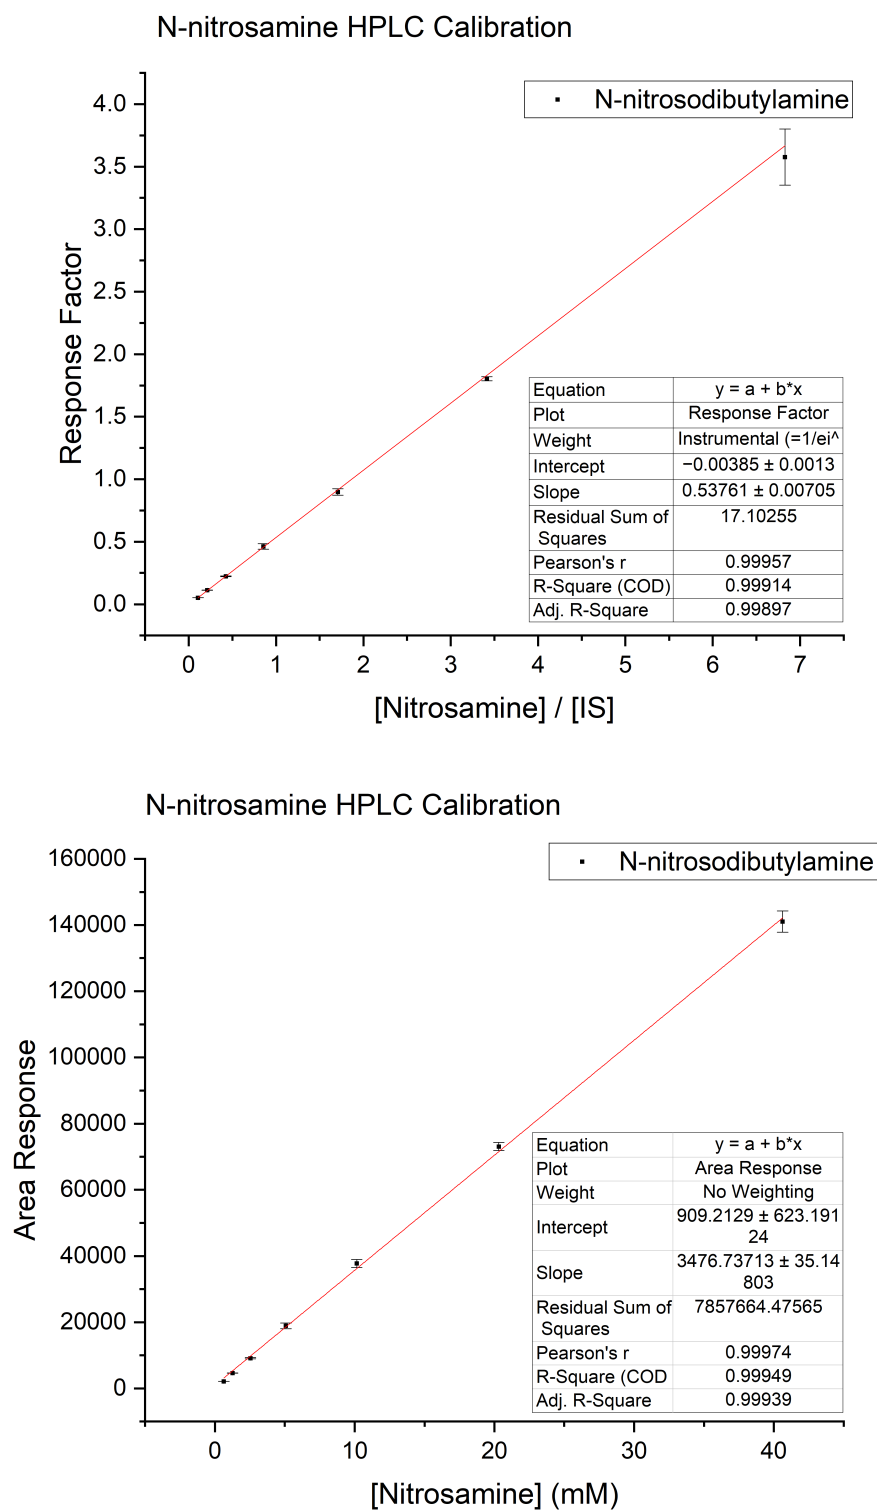 N-nitrosamine HPLC Calibration
N-nitrosodibutylamine
4.0
3.5
3.0
2.5
2.0
1.5
1.0
0.5
0.0
Response Factor
Equation y = a + b*x
Plot Response Factor
Weight Instrumental (=1/ei^
Intercept −0.00385 ± 0.0013
Slope 0.53761 ± 0.00705
Residual Sum of 17.10255
Squares
Pearson's r 0.99957
R-Square (COD) 0.99914
Adj. R-Square 0.99897
0 1 2 3 4 5 6 7
[Nitrosamine] / [IS]
N-nitrosamine HPLC Calibration
N-nitrosodibutylamine
160000
140000
120000
100000
80000
60000
40000
20000
0
Area Response
Equation y = a + b*x
Plot Area Response
Weight No Weighting
Intercept 909.2129 ± 623.191
24
Slope 3476.73713 ± 35.14
803
Residual Sum of 7857664.47565
Squares
Pearson's r 0.99974
R-Square (COD 0.99949
Adj. R-Square 0.99939
0 10 20 30 40
[Nitrosamine] (mM)